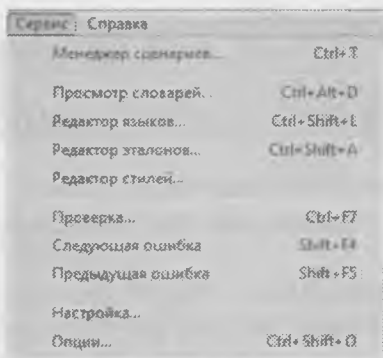 Сервис Справка
Менеджер сценариев... Ctrl+T
Просмотр словарей... Ctrl+Alt+D
Редактор языков... Ctrl+Shift+L
Редактор эталонов... Ctrl+Shift+A
Редактор стилей...
Проверка... Ctrl+F7
Следующая ошибка Shift+F4
Предыдущая ошибка Shift+F5
Настройка...
Опции... Ctrl+Shift+O